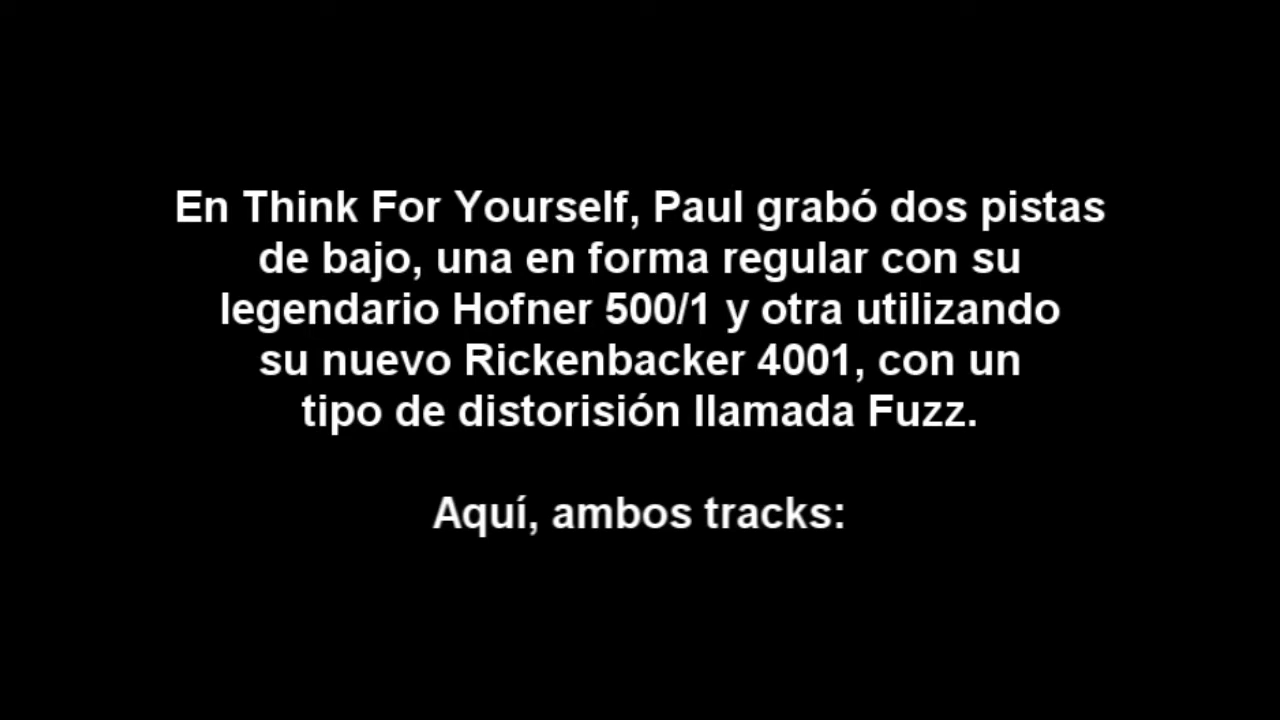 En Think For Yourself, Paul grabó dos pistas
de bajo, una en forma regular con su
legendario Hofner 500/1 y otra utilizando
su nuevo Rickenbacker 4001, con un
tipo de distorisión llamada Fuzz.
Aquí, ambos tracks: